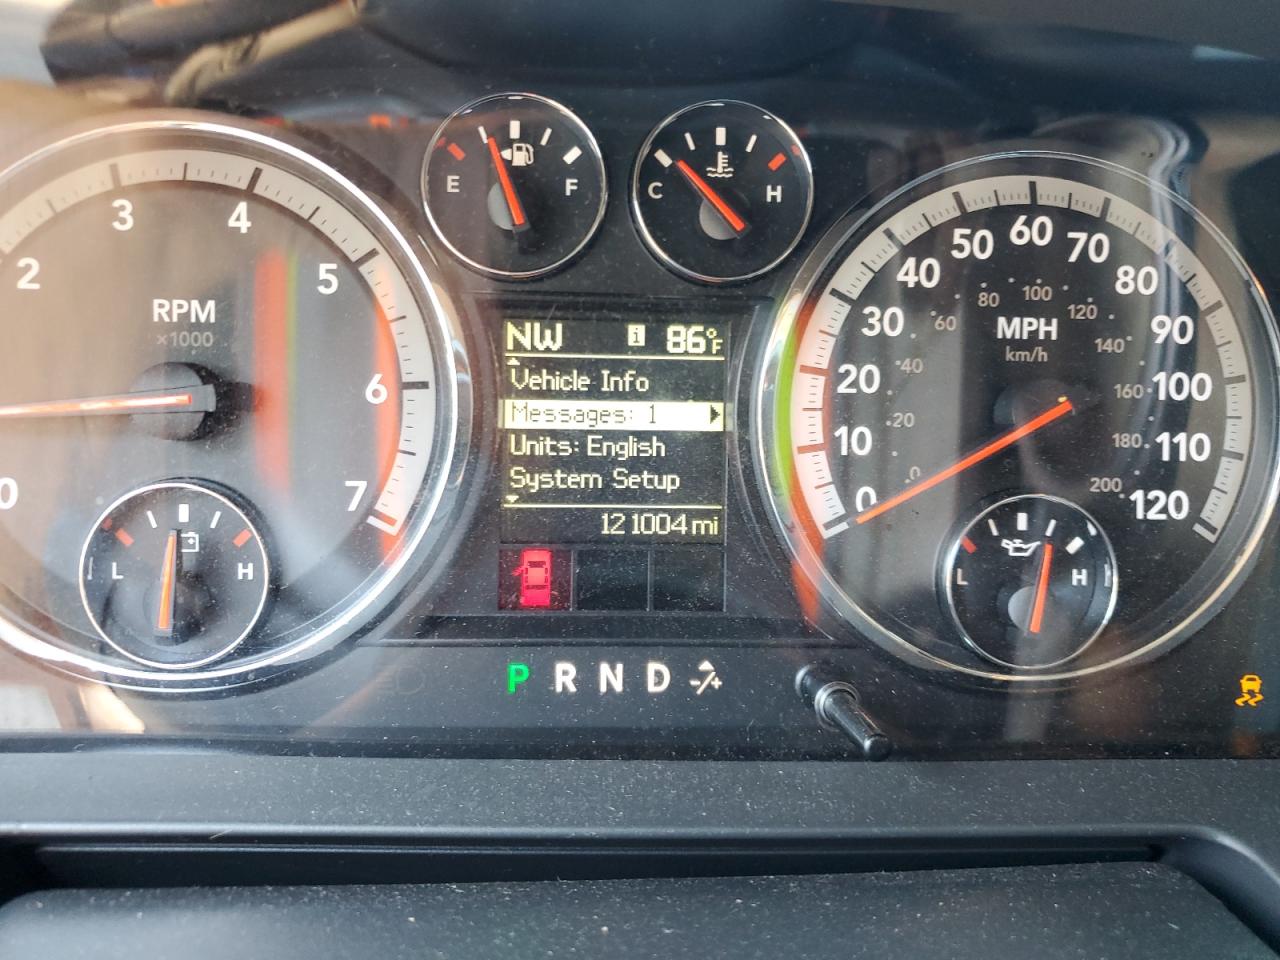 0
2
3
4
5
6
7
RPM
×1000
L
H
E
F
C
H
NW i 86°F
Vehicle Info
Messages: 1
Units: English
System Setup
121004 mi
P R N D -/+
0
10
20
30
40
50
60
70
80
90
100
110
120
MPH
km/h
0
20
40
60
80
100
120
140
160
180
200
L
H